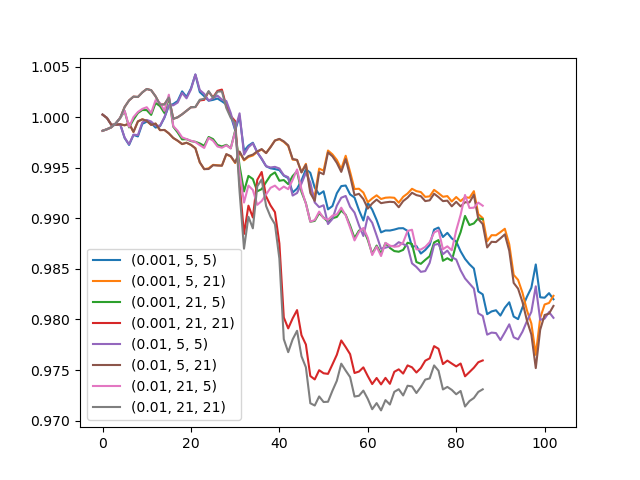 1.005
1.000
0.995
0.990
0.985
0.980
0.975
0.970
(0.001, 5, 5)
(0.001, 5, 21)
(0.001, 21, 5)
(0.001, 21, 21)
(0.01, 5, 5)
(0.01, 5, 21)
(0.01, 21, 5)
(0.01, 21, 21)
0 20 40 60 80 100